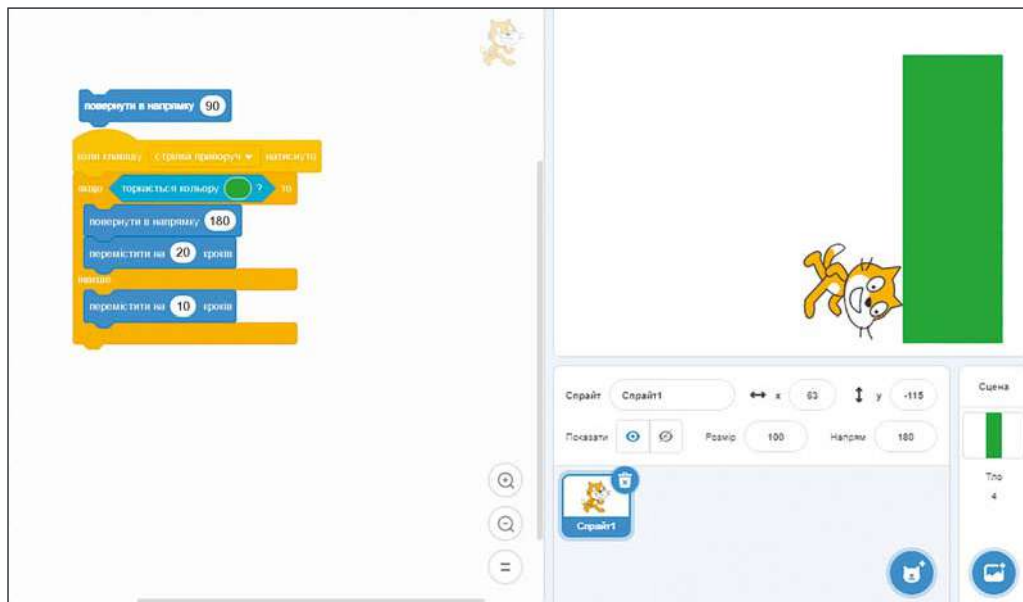 повернути в напрямку 90
коли клавішу стрілка праворуч натиснуто
якщо торкається кольору ? то
повернути в напрямку 180
перемістити на 20 кроків
інакше
перемістити на 10 кроків
Спрайт Спрайт1 x 63 y -115
Показати Розмір 100 Напрям 180
Спрайт1
Сцена
Тло
4